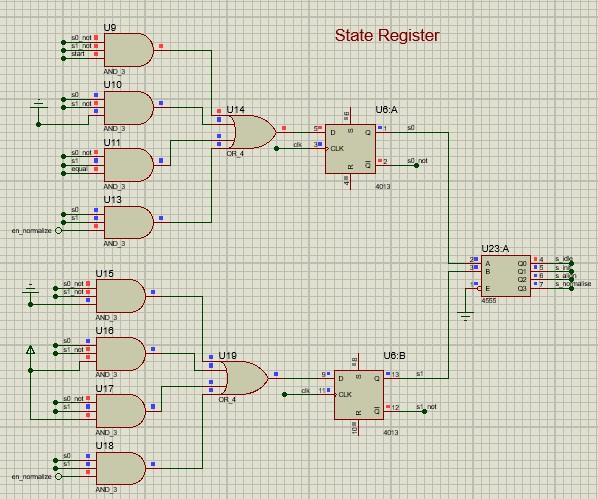 State Register
U9
s0_not
s1_not
start
AND_3
U10
s0
s1_not
AND_3
U11
s0_not
s1
equal
AND_3
U13
s0
s1
en_normalize
AND_3
U14
OR_4
U6:A
5 D S Q 1 s0
clk 3 CLK
R Q 2 s0_not
6
4
4013
U15
s0_not
s1_not
AND_3
U16
s0
s1_not
AND_3
U17
s0_not
s1
AND_3
U18
s0
s1
en_normalize
AND_3
U19
OR_4
U6:B
9 D S Q 13 s1
clk 11 CLK
R Q 12 s1_not
8
10
4013
U23:A
2 A Q0 4 s_idle
3 B Q1 5
Q2 6
1 E Q3 7 s_normalise
4555